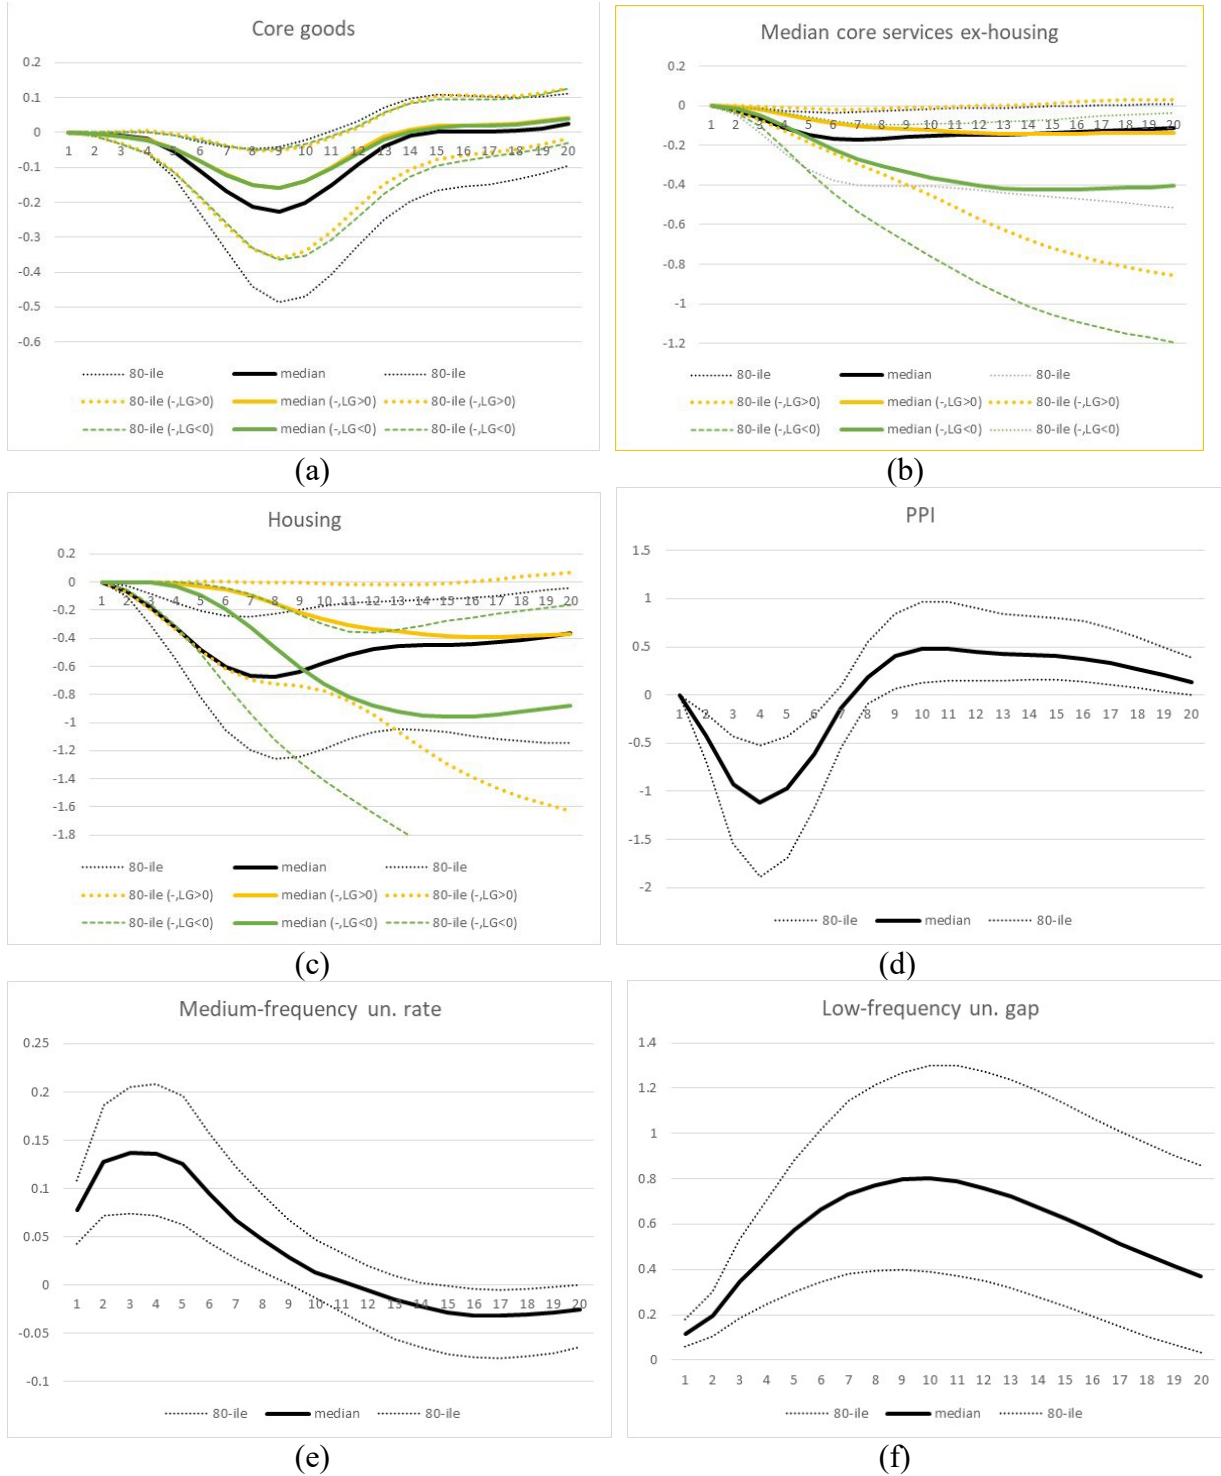 Core goods
0.2
0.1
0
-0.1
-0.2
-0.3
-0.4
-0.5
-0.6
1 2 3 4 5 6 7 8 9 10 11 12 13 14 15 16 17 18 19 20
80-ile median 80-ile
80-ile (-,LG>0) median (-,LG>0) 80-ile (-,LG>0)
80-ile (-,LG<0) median (-,LG<0) 80-ile (-,LG<0)
(a)
Median core services ex-housing
0.2
0
-0.2
-0.4
-0.6
-0.8
-1
-1.2
1 2 3 4 5 6 7 8 9 10 11 12 13 14 15 16 17 18 19 20
80-ile median 80-ile
80-ile (-,LG>0) median (-,LG>0) 80-ile (-,LG>0)
80-ile (-,LG<0) median (-,LG<0) 80-ile (-,LG<0)
(b)
Housing
0.2
0
-0.2
-0.4
-0.6
-0.8
-1
-1.2
-1.4
-1.6
-1.8
1 2 3 4 5 6 7 8 9 10 11 12 13 14 15 16 17 18 19 20
80-ile median 80-ile
80-ile (-,LG>0) median (-,LG>0) 80-ile (-,LG>0)
80-ile (-,LG<0) median (-,LG<0) 80-ile (-,LG<0)
(c)
PPI
1.5
1
0.5
0
-0.5
-1
-1.5
-2
1 2 3 4 5 6 7 8 9 10 11 12 13 14 15 16 17 18 19 20
80-ile median 80-ile
(d)
Medium-frequency un. rate
0.25
0.2
0.15
0.1
0.05
0
-0.05
-0.1
1 2 3 4 5 6 7 8 9 10 11 12 13 14 15 16 17 18 19 20
80-ile median 80-ile
(e)
Low-frequency un. gap
1.4
1.2
1
0.8
0.6
0.4
0.2
0
1 2 3 4 5 6 7 8 9 10 11 12 13 14 15 16 17 18 19 20
80-ile median 80-ile
(f)